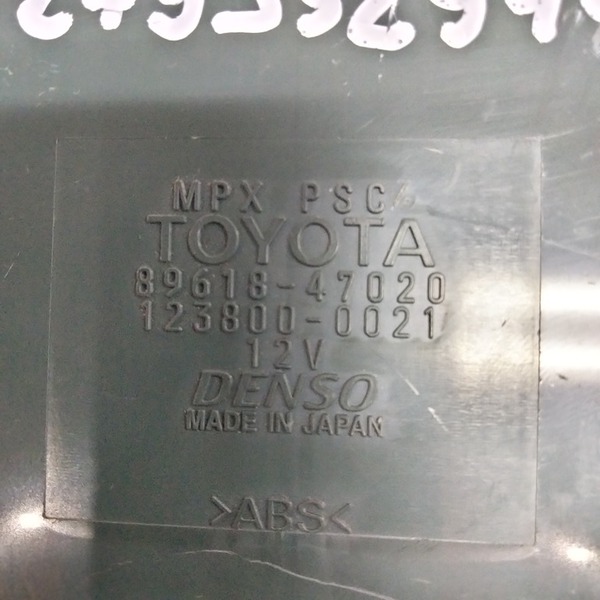 MPX PSC
TOYOTA
89618-47020
123800-0021
12V
DENSO
MADE IN JAPAN
>ABS<